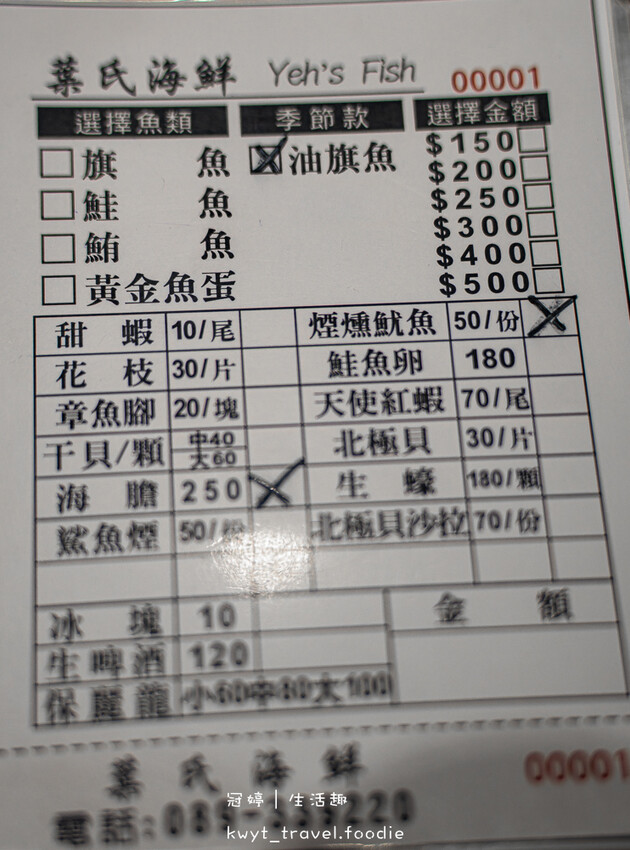 葉氏海鮮 Yeh's Fish 00001
選擇魚類 季節款 選擇金額
旗魚 油旗魚 $150
鮭魚 $200
鮪魚 $250
黃金魚蛋 $300
$400
$500
甜蝦 10/尾 煙燻魷魚 50/份
花枝 30/片 鮭魚卵 180
章魚腳 20/塊 天使紅蝦 70/尾
干貝/顆 中40 大60 北極貝 30/片
海膽 250 生蠔 180/顆
鯊魚煙 50/份 北極貝沙拉 70/份
冰塊 10 金額
生啤酒 120
保麗龍 小60中80大100
葉氏海鮮 00001
電話:089-339220
冠婷｜生活趣
kwyt_travel.foodie